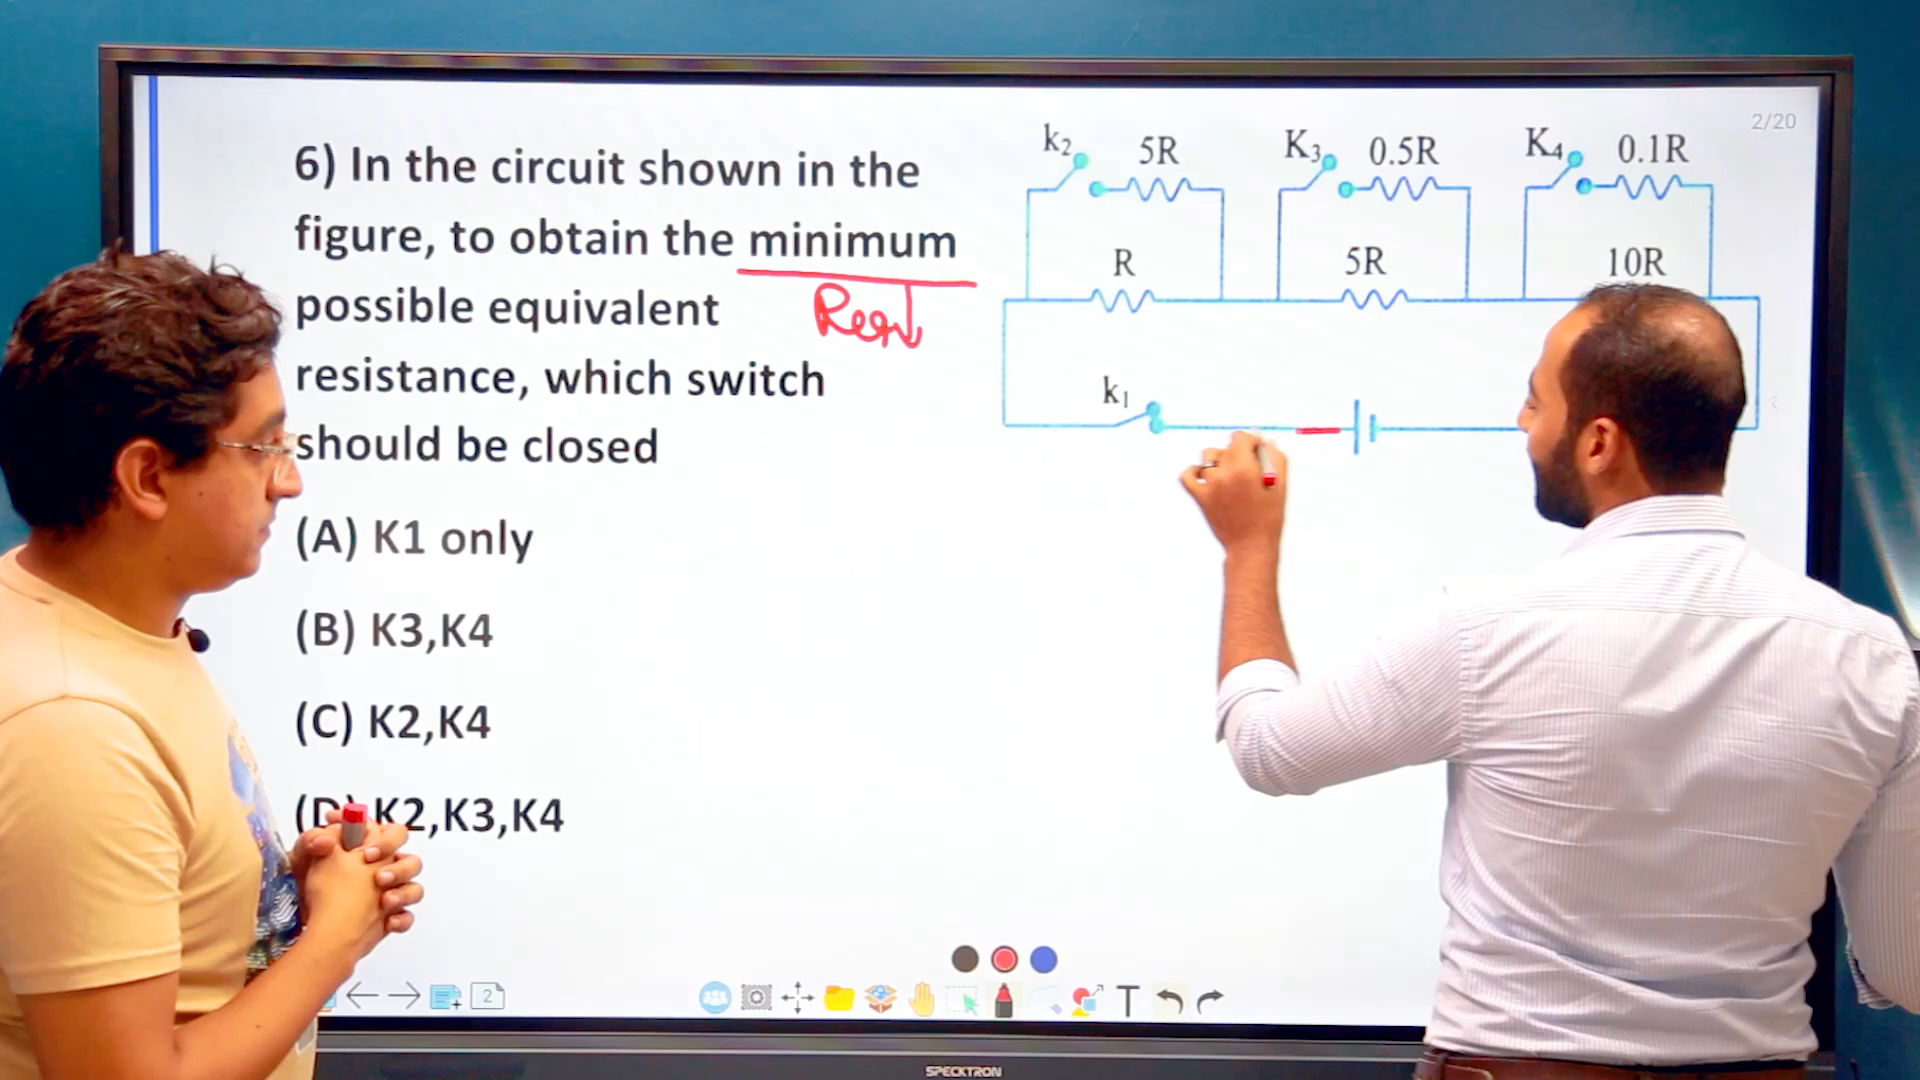 2/20
6) In the circuit shown in the
figure, to obtain the minimum
possible equivalent
resistance, which switch
should be closed
(A) K1 only
(B) K3,K4
(C) K2,K4
(D) K2,K3,K4
k2 5R K3 0.5R K4 0.1R
R 5R 10R
k1
2
T
SPECKTRON